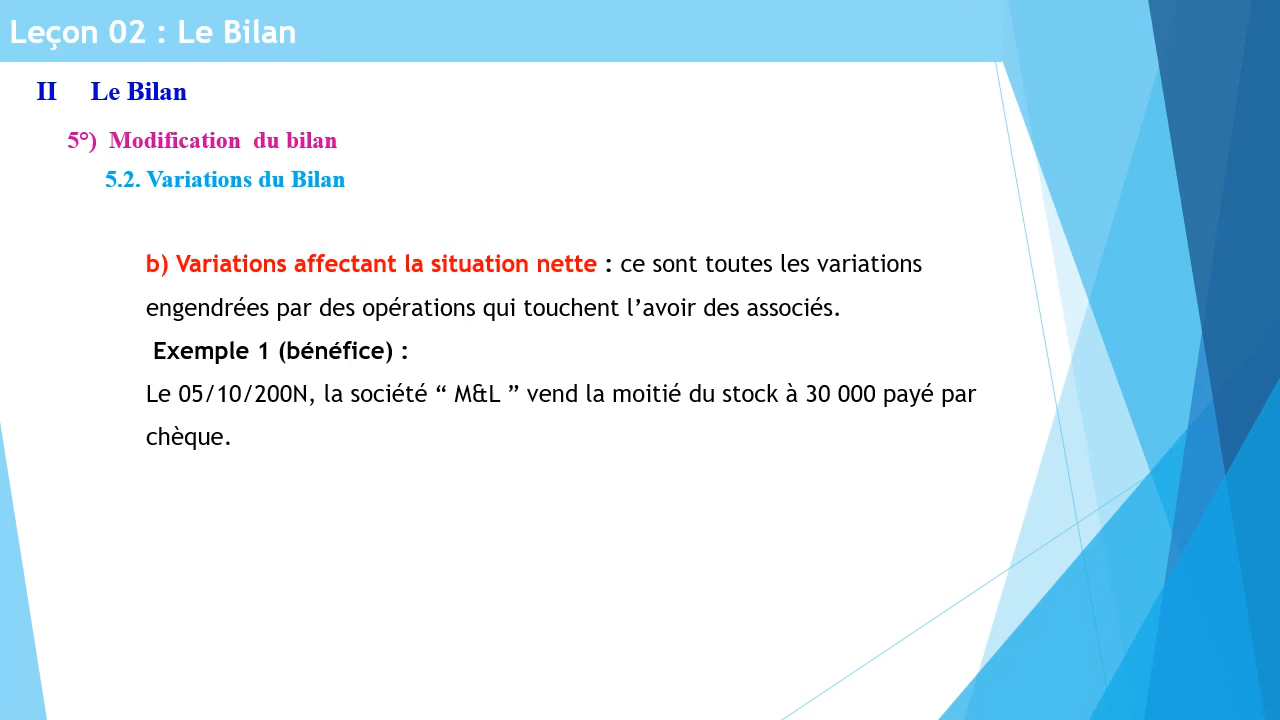 Leçon 02 : Le Bilan
II Le Bilan
5°) Modification du bilan
5.2. Variations du Bilan
b) Variations affectant la situation nette : ce sont toutes les variations
engendrées par des opérations qui touchent l’avoir des associés.
Exemple 1 (bénéfice) :
Le 05/10/200N, la société “ M&L ” vend la moitié du stock à 30 000 payé par
chèque.